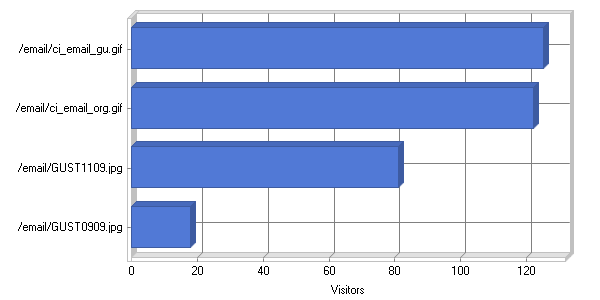 /email/ci_email_gu.gif
/email/ci_email_org.gif
/email/GUST1109.jpg
/email/GUST0909.jpg
0 20 40 60 80 100 120
Visitors